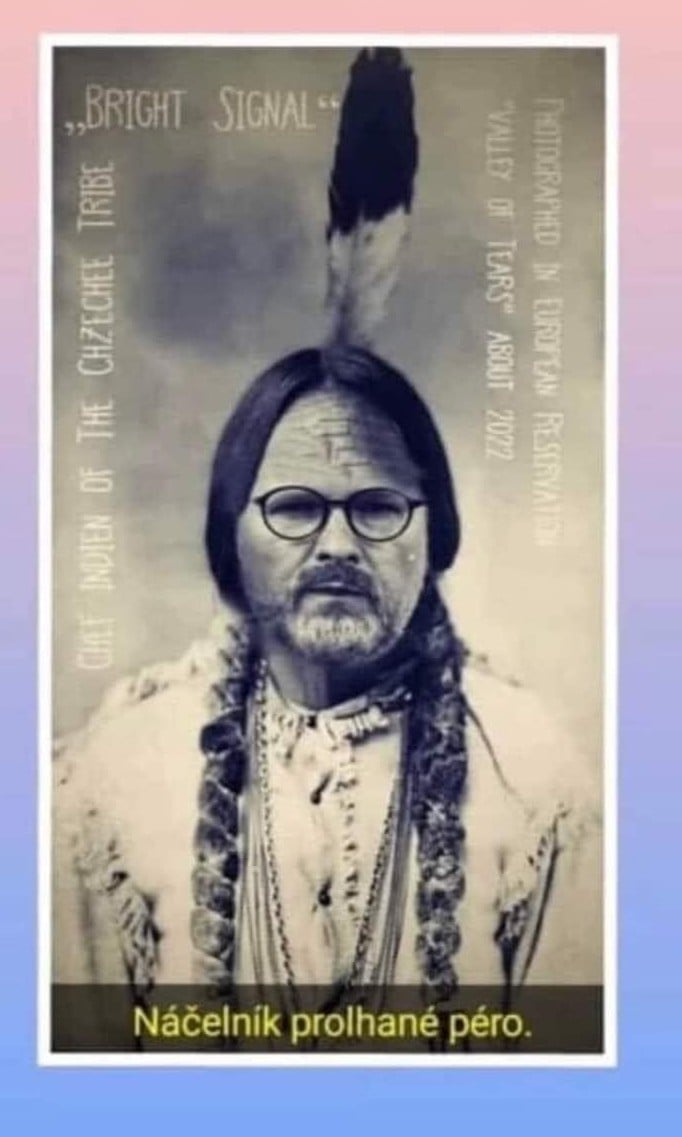 „BRIGHT SIGNAL“
CHEF INDIEN OF THE CHZECHEE TRIBE
PHOTOGRAPHED IN EUROPEAN RESERVATION
"VALLEY OF TEARS" ABOUT 2022
Náčelník prolhané péro.